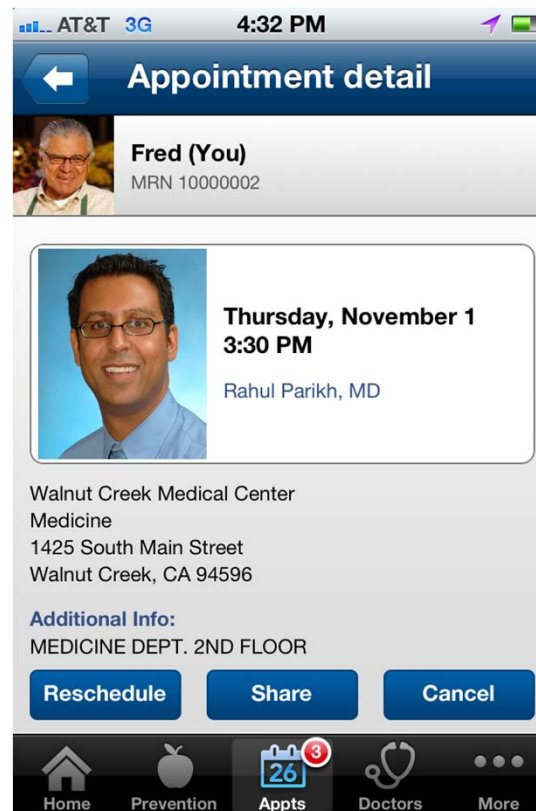 AT&T 3G 4:32 PM
Appointment detail
Fred (You)
MRN 10000002
Thursday, November 1
3:30 PM
Rahul Parikh, MD
Walnut Creek Medical Center
Medicine
1425 South Main Street
Walnut Creek, CA 94596
Additional Info:
MEDICINE DEPT. 2ND FLOOR
Reschedule Share Cancel
26 3
Home Prevention Appts Doctors More